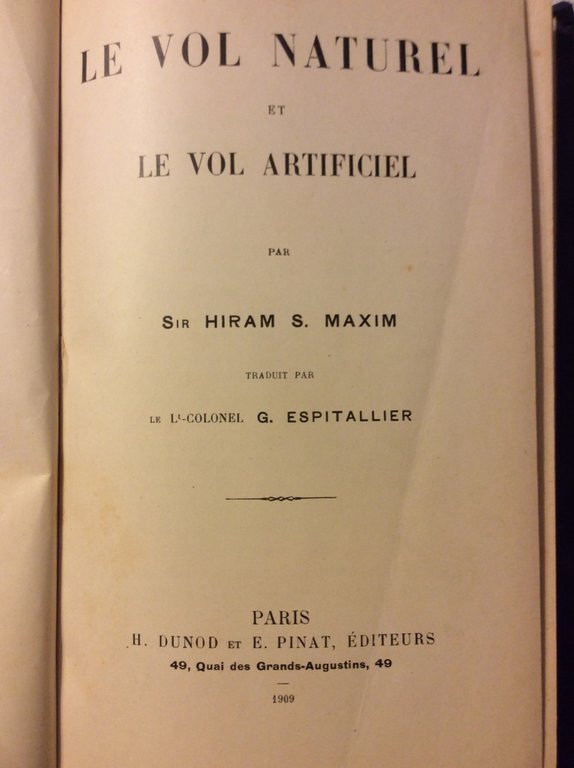 LE VOL NATUREL
ET
LE VOL ARTIFICIEL
PAR
SIR HIRAM S. MAXIM
TRADUIT PAR
LE Lt-COLONEL G. ESPITALLIER
PARIS
H. DUNOD ET E. PINAT, ÉDITEURS
49, Quai des Grands-Augustins, 49
1909